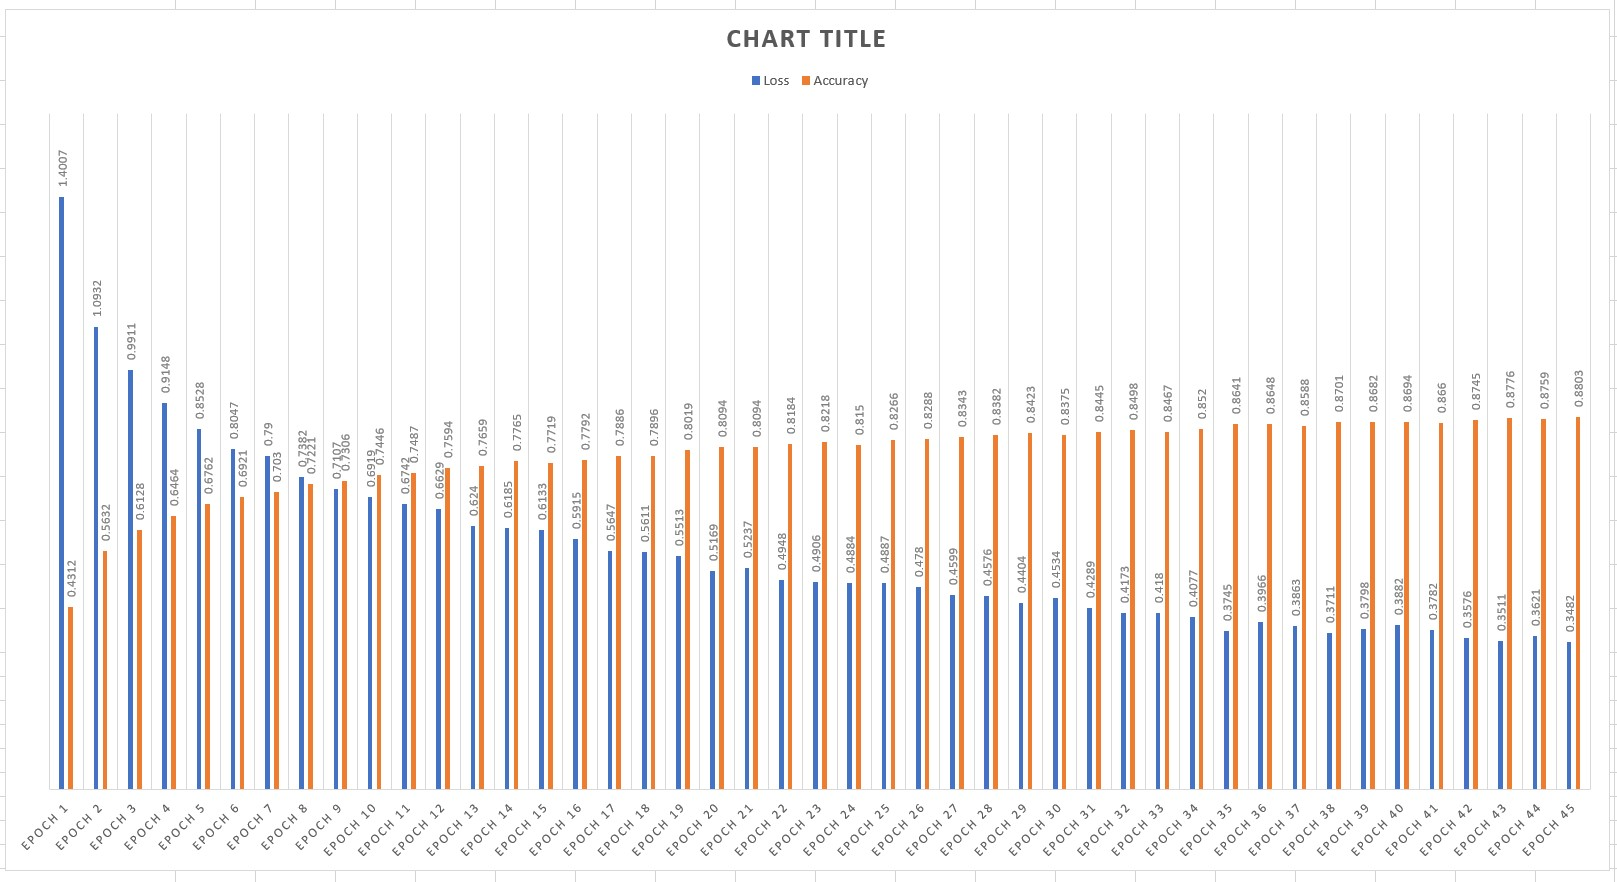 CHART TITLE
Loss Accuracy
1.4007
0.4312
1.0932
0.5632
0.9911
0.6128
0.9148
0.6464
0.8528
0.6762
0.8047
0.6921
0.79
0.703
0.7382
0.7221
0.7107
0.7306
0.6919
0.7446
0.6742
0.7487
0.6629
0.7594
0.624
0.7659
0.6185
0.7765
0.6133
0.7719
0.5915
0.7792
0.5647
0.7886
0.5611
0.7896
0.5513
0.8019
0.5169
0.8094
0.5237
0.8094
0.4948
0.8184
0.4906
0.8218
0.4884
0.815
0.4887
0.8266
0.478
0.8288
0.4599
0.8343
0.4576
0.8382
0.4404
0.8423
0.4534
0.8375
0.4289
0.8445
0.4173
0.8498
0.418
0.8467
0.4077
0.852
0.3745
0.8641
0.3966
0.8648
0.3863
0.8588
0.3711
0.8701
0.3798
0.8682
0.3882
0.8694
0.3782
0.866
0.3576
0.8745
0.3511
0.8776
0.3621
0.8759
0.3482
0.8803
EPOCH 1
EPOCH 2
EPOCH 3
EPOCH 4
EPOCH 5
EPOCH 6
EPOCH 7
EPOCH 8
EPOCH 9
EPOCH 10
EPOCH 11
EPOCH 12
EPOCH 13
EPOCH 14
EPOCH 15
EPOCH 16
EPOCH 17
EPOCH 18
EPOCH 19
EPOCH 20
EPOCH 21
EPOCH 22
EPOCH 23
EPOCH 24
EPOCH 25
EPOCH 26
EPOCH 27
EPOCH 28
EPOCH 29
EPOCH 30
EPOCH 31
EPOCH 32
EPOCH 33
EPOCH 34
EPOCH 35
EPOCH 36
EPOCH 37
EPOCH 38
EPOCH 39
EPOCH 40
EPOCH 41
EPOCH 42
EPOCH 43
EPOCH 44
EPOCH 45